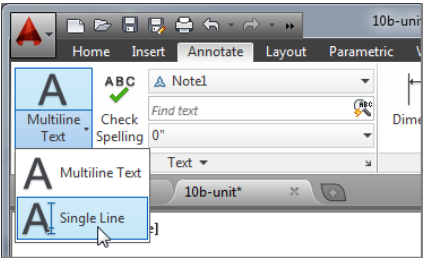 10b-unit
Home Insert Annotate Layout Parametric
Multiline Text
ABC
Check Spelling
Note1
Find text
ABC
0"
Dime
Text
Multiline Text
Single Line
10b-unit*
e]